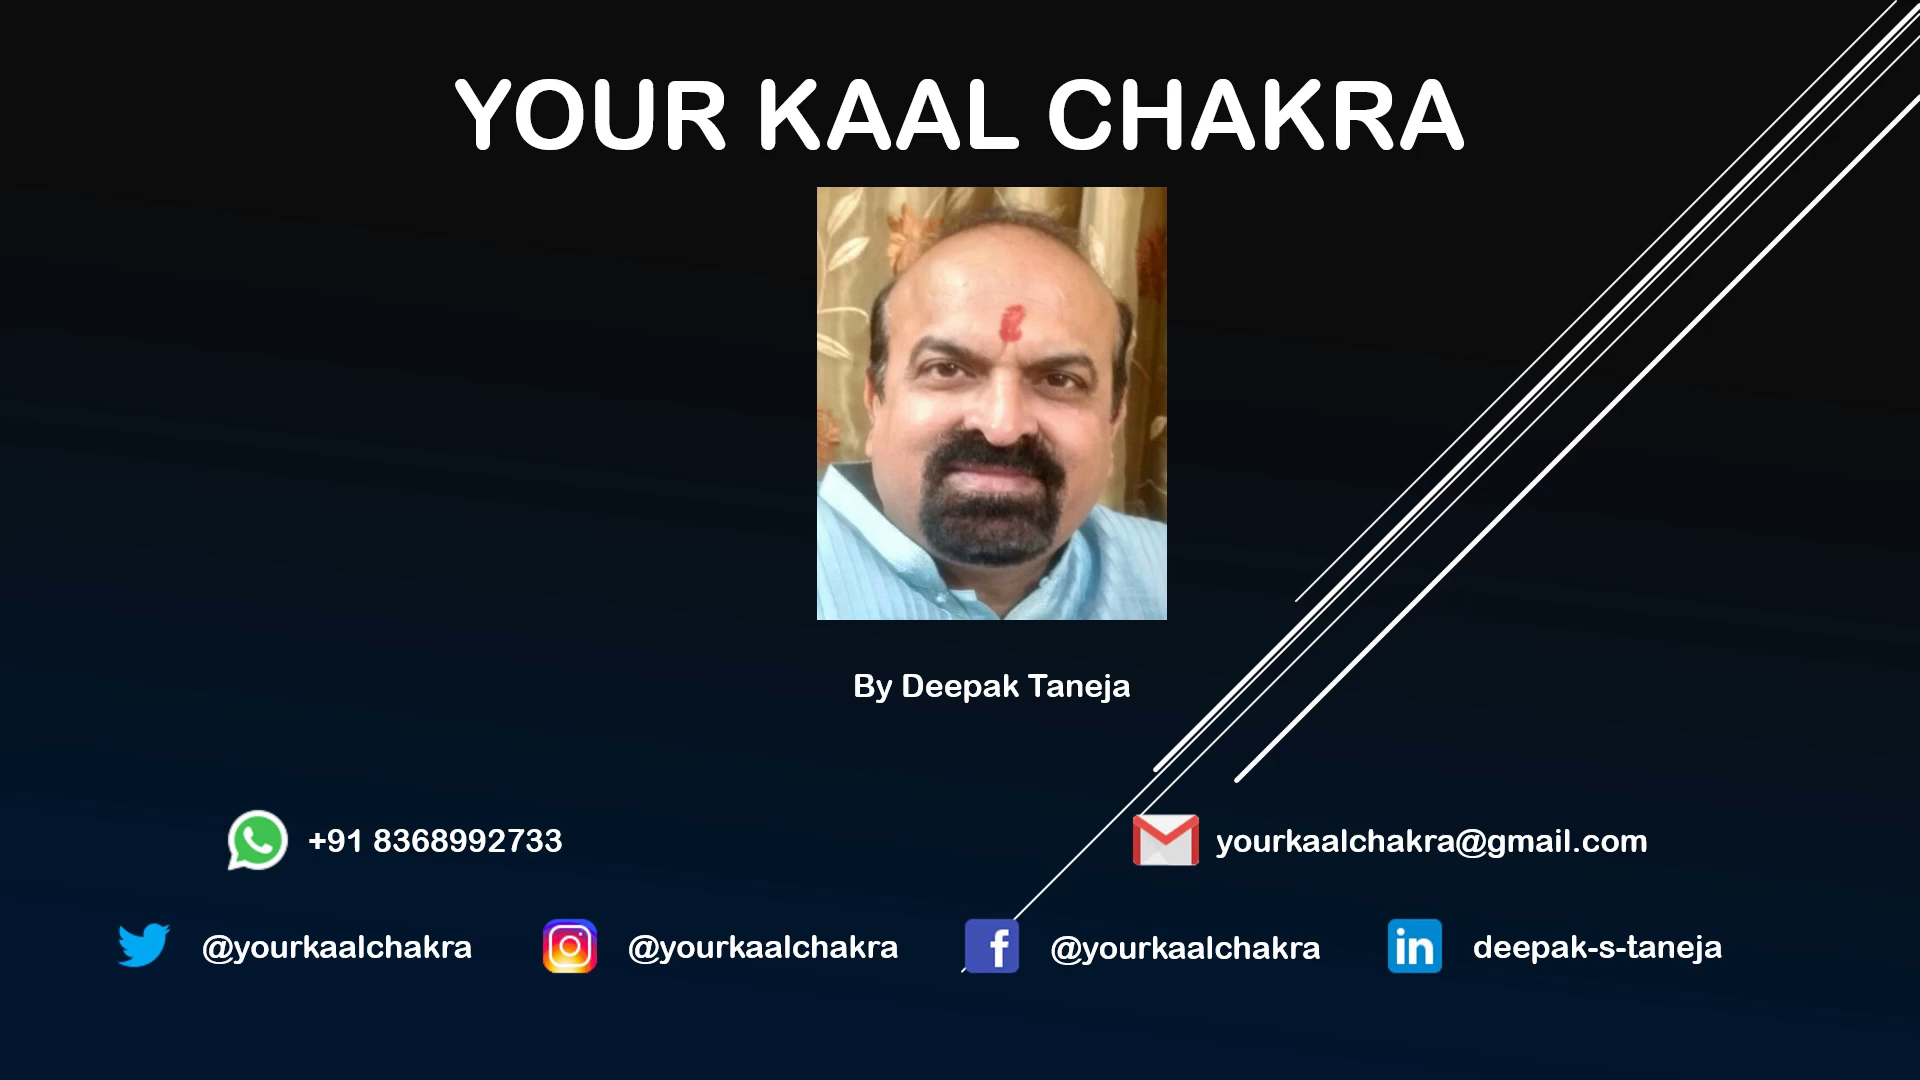 YOUR KAAL CHAKRA
By Deepak Taneja
+91 8368992733
yourkaalchakra@gmail.com
@yourkaalchakra
@yourkaalchakra
@yourkaalchakra
deepak-s-taneja